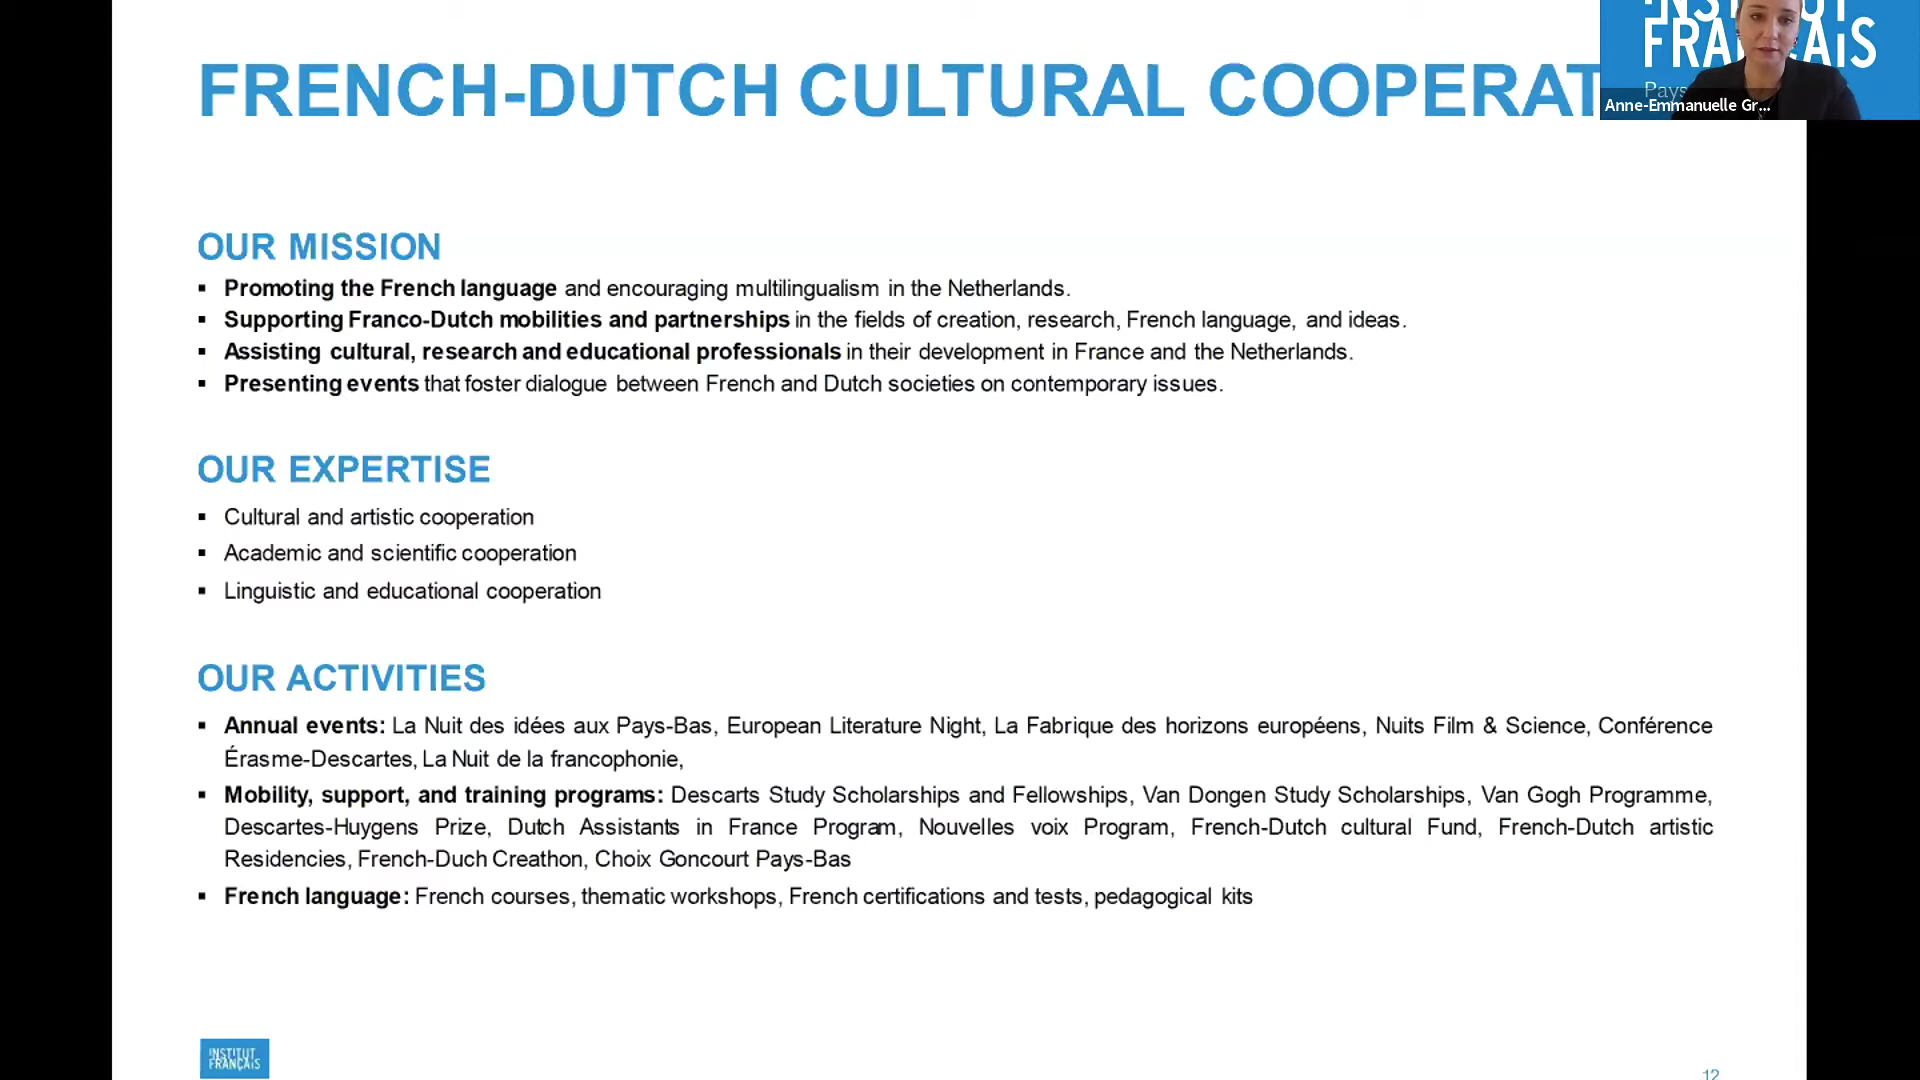 FRENCH-DUTCH CULTURAL COOPERAT
INSTITUT
FRANÇAIS
Pays
Anne-Emmanuelle Gr...
OUR MISSION
▪ Promoting the French language and encouraging multilingualism in the Netherlands.
▪ Supporting Franco-Dutch mobilities and partnerships in the fields of creation, research, French language, and ideas.
▪ Assisting cultural, research and educational professionals in their development in France and the Netherlands.
▪ Presenting events that foster dialogue between French and Dutch societies on contemporary issues.
OUR EXPERTISE
▪ Cultural and artistic cooperation
▪ Academic and scientific cooperation
▪ Linguistic and educational cooperation
OUR ACTIVITIES
▪ Annual events: La Nuit des idées aux Pays-Bas, European Literature Night, La Fabrique des horizons européens, Nuits Film & Science, Conférence
Érasme-Descartes, La Nuit de la francophonie,
▪ Mobility, support, and training programs: Descarts Study Scholarships and Fellowships, Van Dongen Study Scholarships, Van Gogh Programme,
Descartes-Huygens Prize, Dutch Assistants in France Program, Nouvelles voix Program, French-Dutch cultural Fund, French-Dutch artistic
Residencies, French-Duch Creathon, Choix Goncourt Pays-Bas
▪ French language: French courses, thematic workshops, French certifications and tests, pedagogical kits
INSTITUT
FRANÇAIS
12